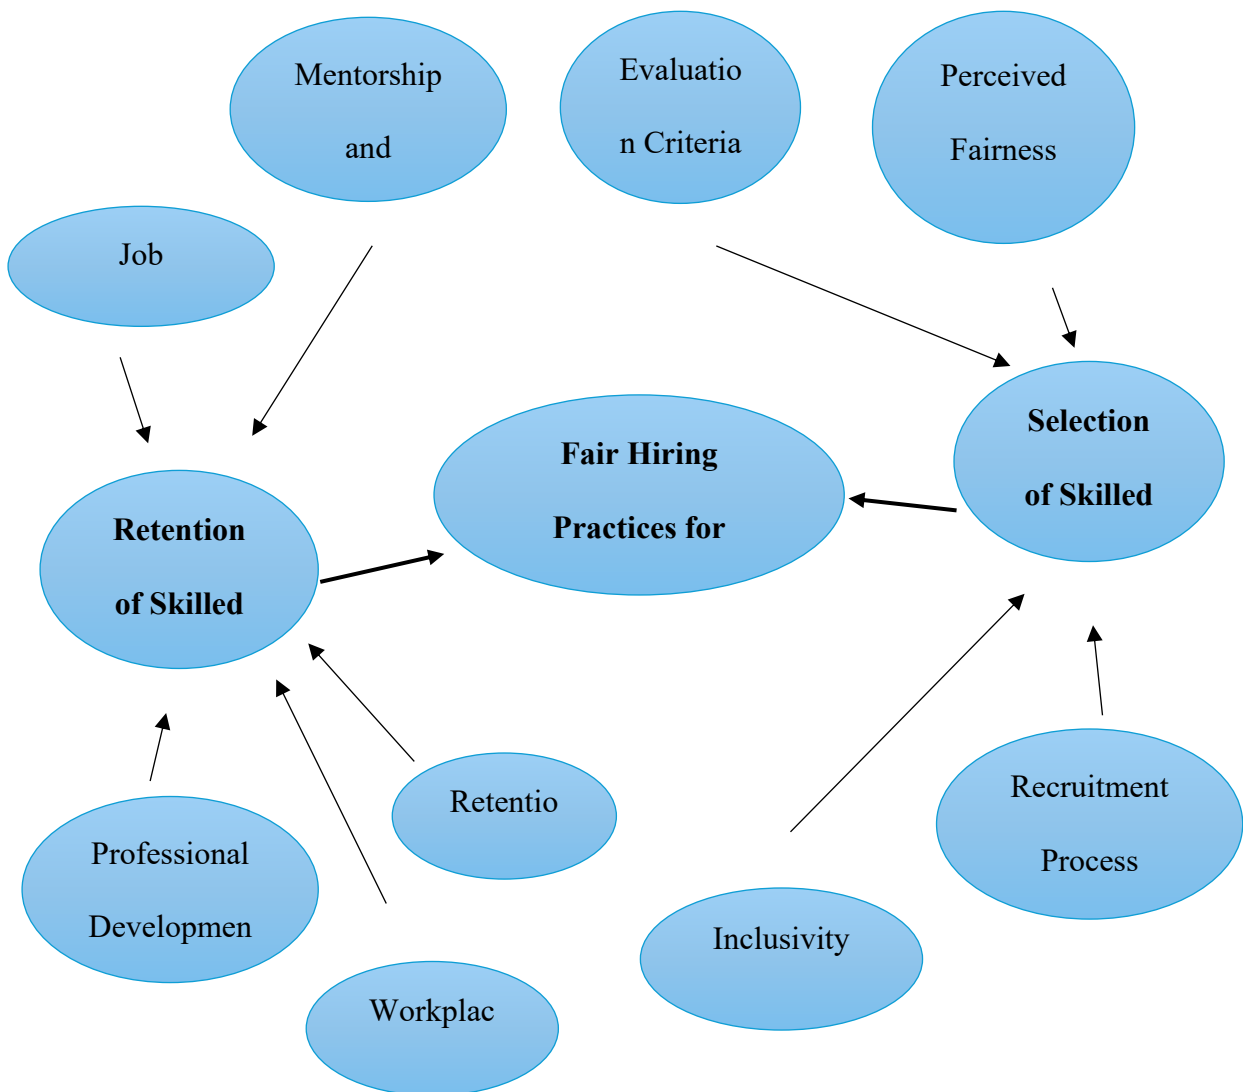 Mentorship
and
Evaluatio
n Criteria
Perceived
Fairness
Job
Selection
of Skilled
Fair Hiring
Practices for
Retention
of Skilled
Retentio
Recruitment
Process
Professional
Developmen
Inclusivity
Workplac